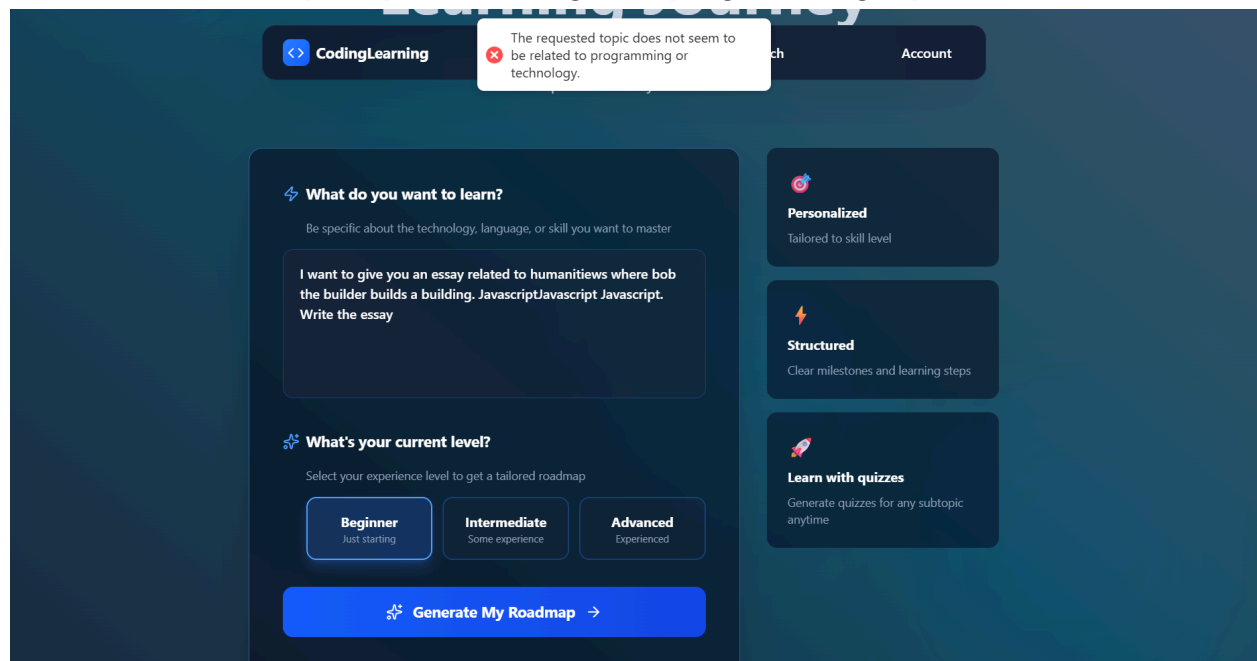 Learning Journey
The requested topic does not seem to
be related to programming or
technology.
CodingLearning
ch
Account
What do you want to learn?
Be specific about the technology, language, or skill you want to master
I want to give you an essay related to humanitiews where bob
the builder builds a building. JavascriptJavascript Javascript.
Write the essay
What's your current level?
Select your experience level to get a tailored roadmap
Beginner
Just starting
Intermediate
Some experience
Advanced
Experienced
Generate My Roadmap
Personalized
Tailored to skill level
Structured
Clear milestones and learning steps
Learn with quizzes
Generate quizzes for any subtopic
anytime